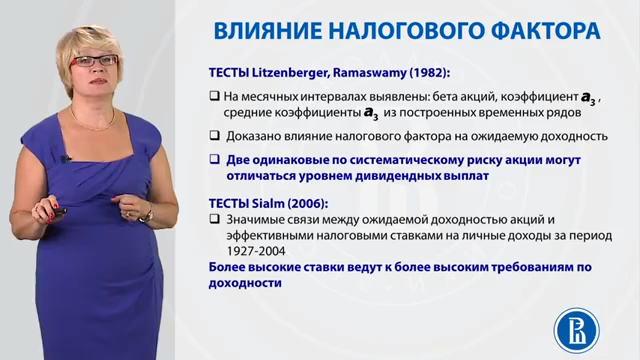 ВЛИЯНИЕ НАЛОГОВОГО ФАКТОРА
ТЕСТЫ Litzenberger, Ramaswamy (1982):
На месячных интервалах выявлены: бета акций, коэффициент a3 ,
средние коэффициенты a3 из построенных временных рядов
Доказано влияние налогового фактора на ожидаемую доходность
Две одинаковые по систематическому риску акции могут
отличаться уровнем дивидендных выплат
ТЕСТЫ Sialm (2006):
Значимые связи между ожидаемой доходностью акций и
эффективными налоговыми ставками на личные доходы за период
1927-2004
Более высокие ставки ведут к более высоким требованиям по
доходности